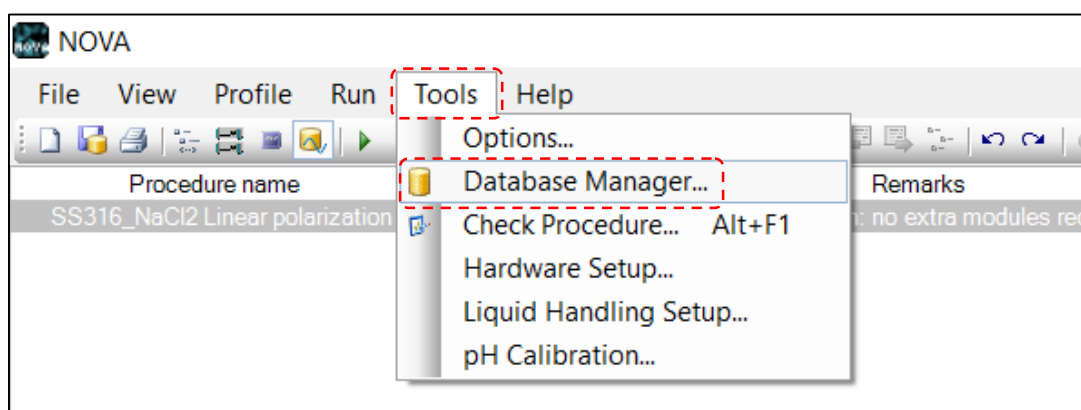 NOVA
File View Profile Run Tools Help
Options...
Procedure name Database Manager... Remarks
SS316_NaCl2 Linear polarization Check Procedure... Alt+F1 n: no extra modules rec
Hardware Setup...
Liquid Handling Setup...
pH Calibration...